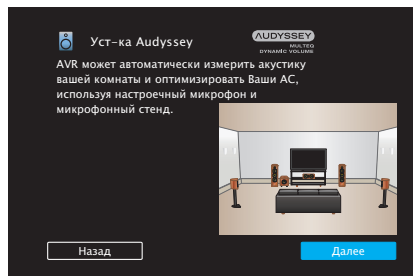 Уст-ка Audyssey
AUDYSSEY
MULTEQ
DYNAMIC VOLUME
AVR может автоматически измерить акустику
вашей комнаты и оптимизировать Ваши АС,
используя настроечный микрофон и
микрофонный стенд.
Назад
Далее